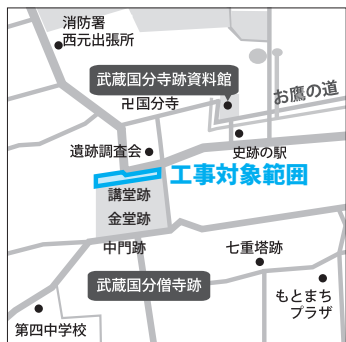 消防署
西元出張所
武蔵国分寺跡資料館
卍国分寺
お鷹の道
遺跡調査会
史跡の駅
工事対象範囲
講堂跡
金堂跡
中門跡
七重塔跡
武蔵国分僧寺跡
もとまち
プラザ
第四中学校